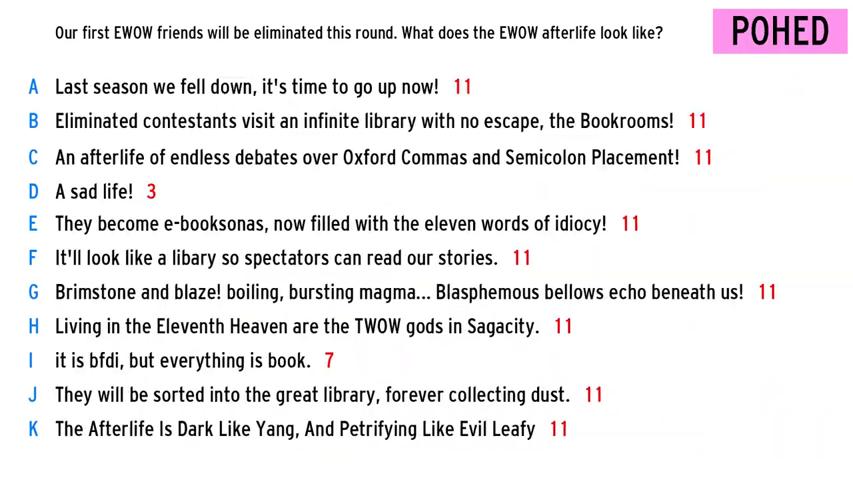 Our first EWOW friends will be eliminated this round. What does the EWOW afterlife look like?
POHED
A Last season we fell down, it's time to go up now! 11
B Eliminated contestants visit an infinite library with no escape, the Bookrooms! 11
C An afterlife of endless debates over Oxford Commas and Semicolon Placement! 11
D A sad life! 3
E They become e-booksonas, now filled with the eleven words of idiocy! 11
F It'll look like a libary so spectators can read our stories. 11
G Brimstone and blaze! boiling, bursting magma... Blasphemous bellows echo beneath us! 11
H Living in the Eleventh Heaven are the TWOW gods in Sagacity. 11
I it is bfdi, but everything is book. 7
J They will be sorted into the great library, forever collecting dust. 11
K The Afterlife Is Dark Like Yang, And Petrifying Like Evil Leafy 11